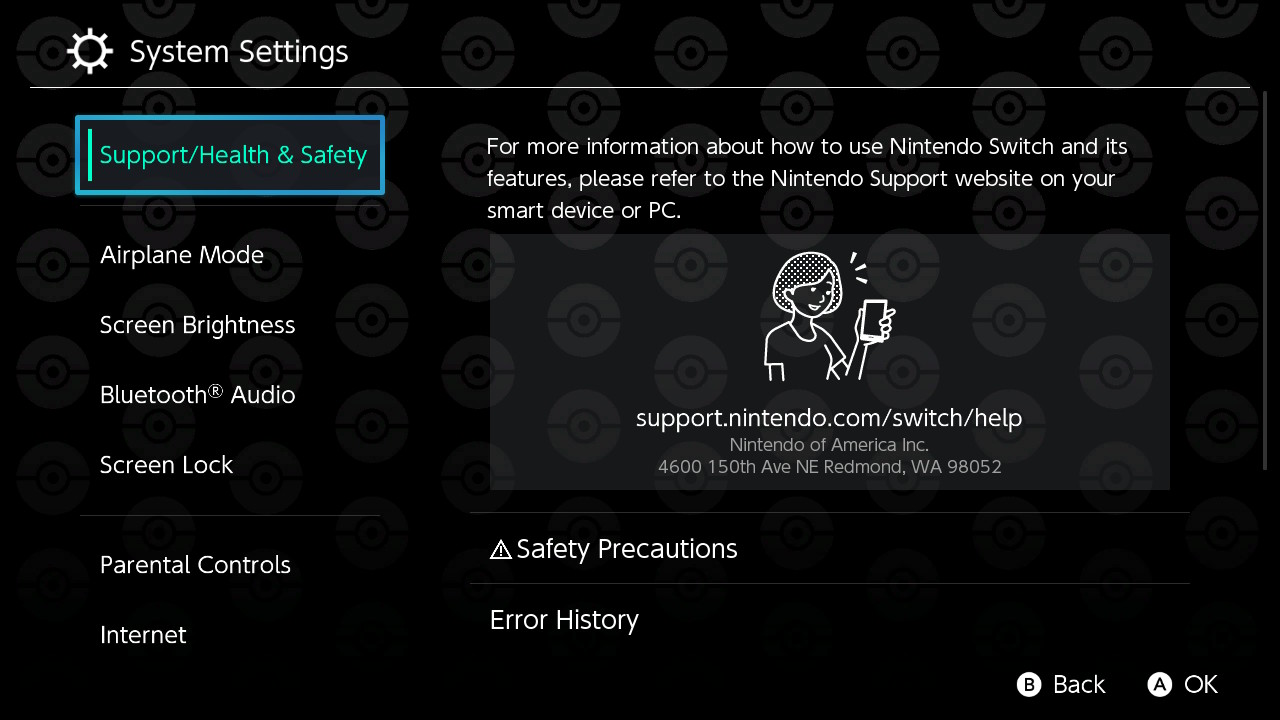 System Settings
Support/Health & Safety
Airplane Mode
Screen Brightness
Bluetooth® Audio
Screen Lock
Parental Controls
Internet
For more information about how to use Nintendo Switch and its
features, please refer to the Nintendo Support website on your
smart device or PC.
support.nintendo.com/switch/help
Nintendo of America Inc.
4600 150th Ave NE Redmond, WA 98052
Safety Precautions
Error History
B Back
A OK